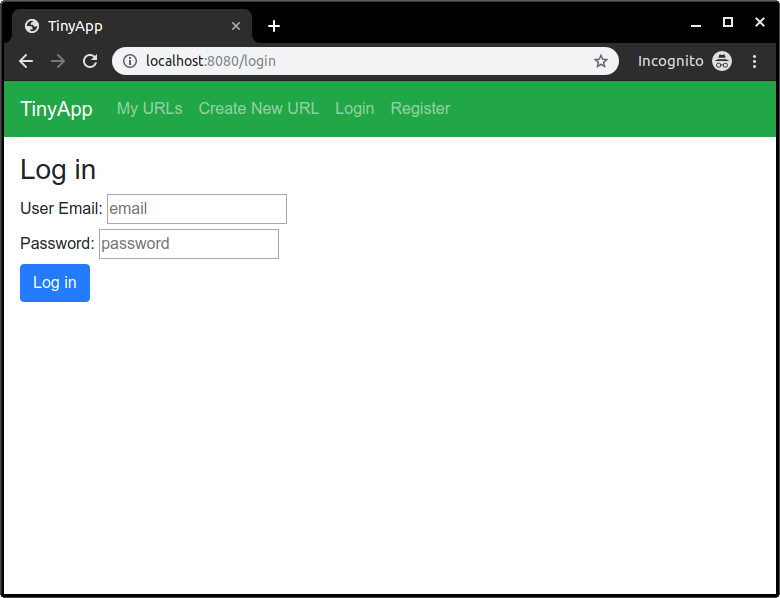 TinyApp
localhost:8080/login Incognito
TinyApp My URLs Create New URL Login Register
Log in
User Email: email
Password: password
Log in